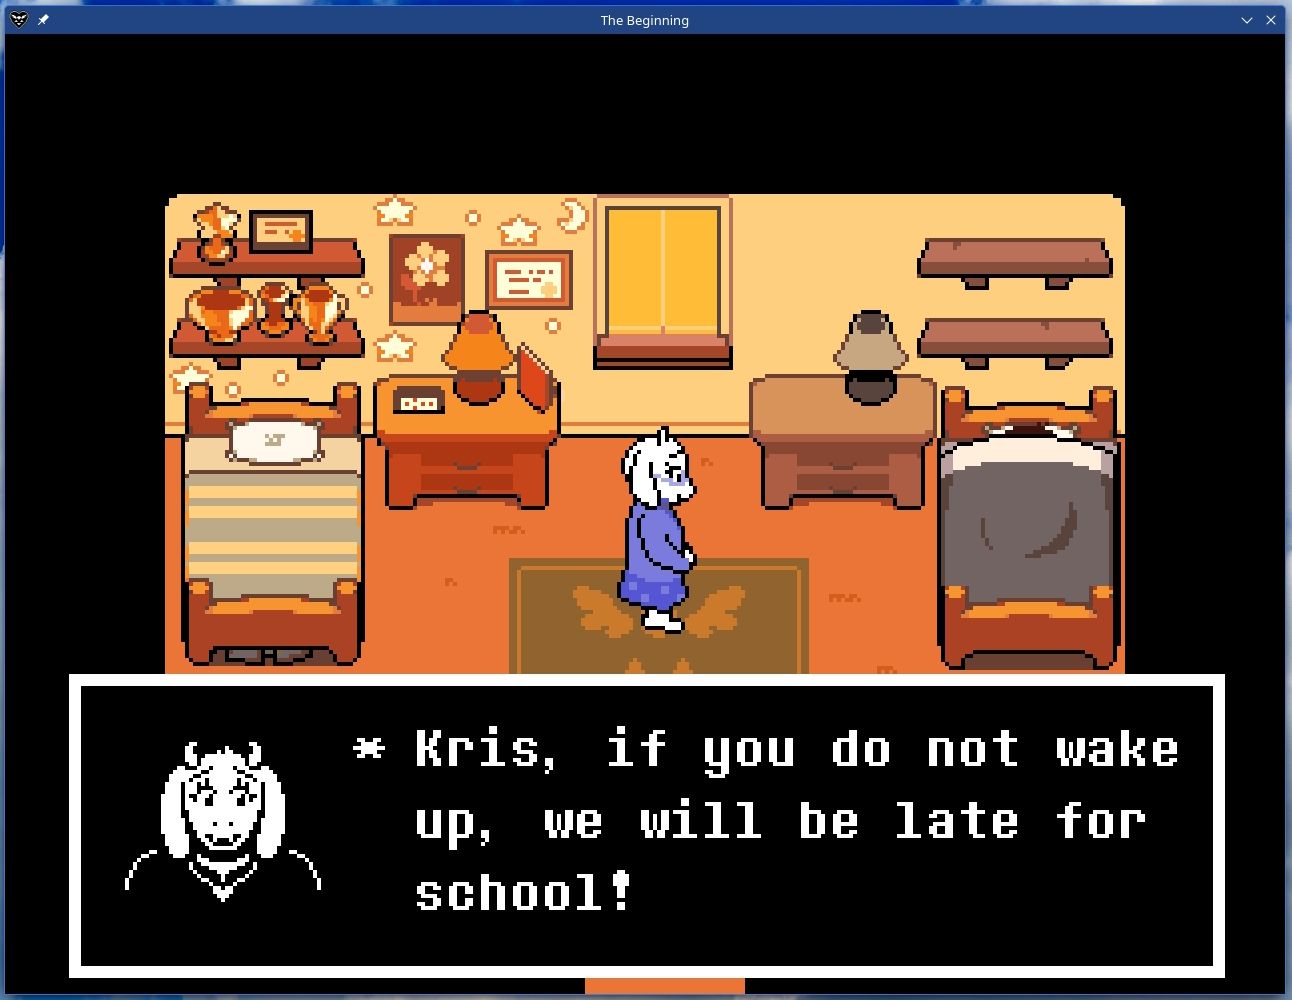 The Beginning
* Kris, if you do not wake
up, we will be late for
school!